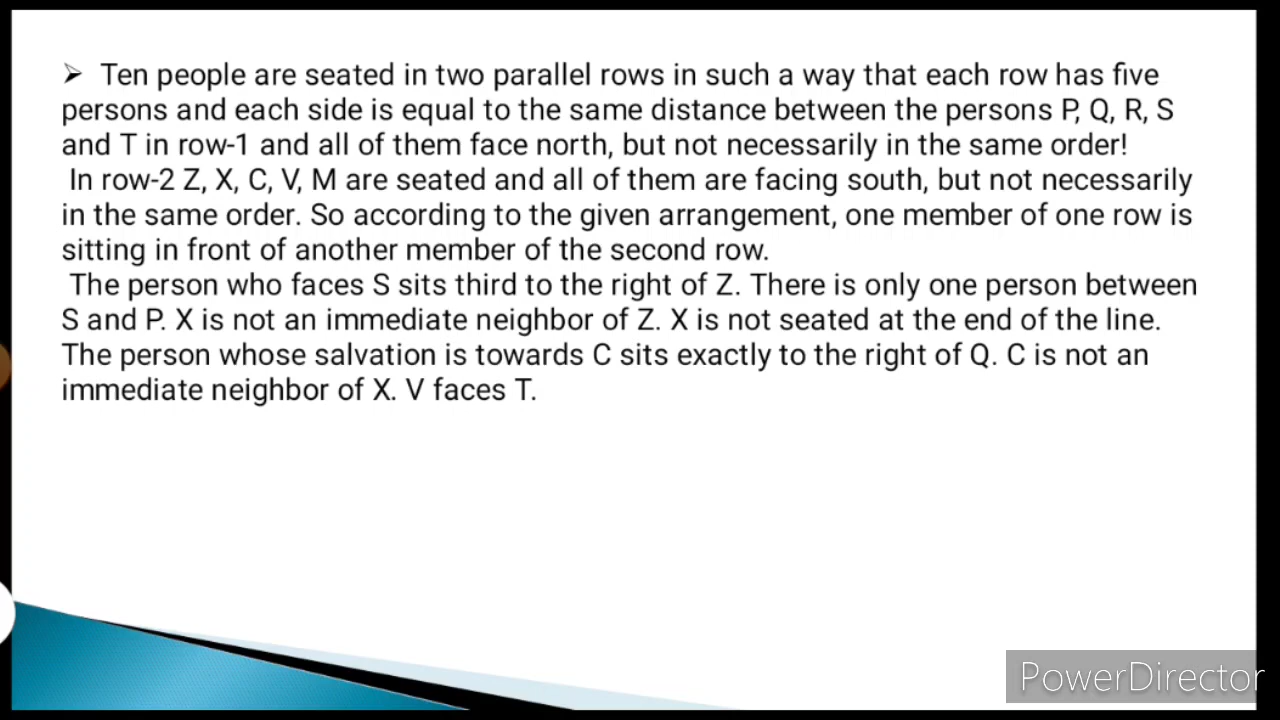 ➢ Ten people are seated in two parallel rows in such a way that each row has five
persons and each side is equal to the same distance between the persons P, Q, R, S
and T in row-1 and all of them face north, but not necessarily in the same order!
In row-2 Z, X, C, V, M are seated and all of them are facing south, but not necessarily
in the same order. So according to the given arrangement, one member of one row is
sitting in front of another member of the second row.
The person who faces S sits third to the right of Z. There is only one person between
S and P. X is not an immediate neighbor of Z. X is not seated at the end of the line.
The person whose salvation is towards C sits exactly to the right of Q. C is not an
immediate neighbor of X. V faces T.
PowerDirector